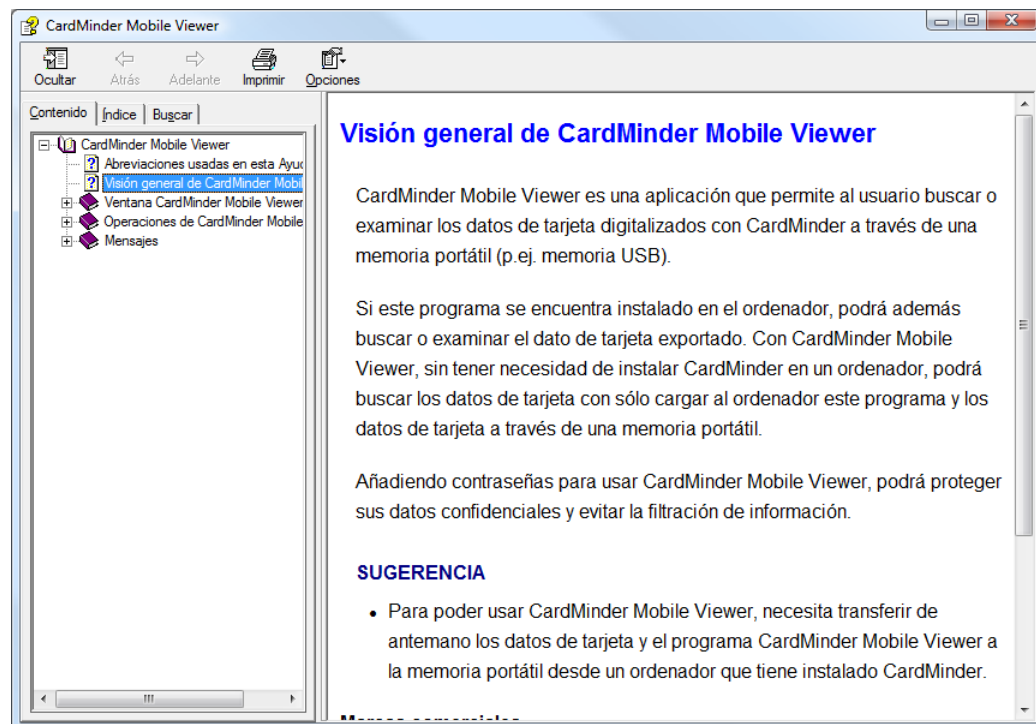 CardMinder Mobile Viewer
Ocultar Atrás Adelante Imprimir Opciones
Contenido Índice Buscar
CardMinder Mobile Viewer
Abreviaciones usadas en esta Ayuc
Visión general de CardMinder Mobil
Ventana CardMinder Mobile Viewer
Operaciones de CardMinder Mobile
Mensajes
Visión general de CardMinder Mobile Viewer
CardMinder Mobile Viewer es una aplicación que permite al usuario buscar o
examinar los datos de tarjeta digitalizados con CardMinder a través de una
memoria portátil (p.ej. memoria USB).
Si este programa se encuentra instalado en el ordenador, podrá además
buscar o examinar el dato de tarjeta exportado. Con CardMinder Mobile
Viewer, sin tener necesidad de instalar CardMinder en un ordenador, podrá
buscar los datos de tarjeta con sólo cargar al ordenador este programa y los
datos de tarjeta a través de una memoria portátil.
Añadiendo contraseñas para usar CardMinder Mobile Viewer, podrá proteger
sus datos confidenciales y evitar la filtración de información.
SUGERENCIA
• Para poder usar CardMinder Mobile Viewer, necesita transferir de
antemano los datos de tarjeta y el programa CardMinder Mobile Viewer a
la memoria portátil desde un ordenador que tiene instalado CardMinder.
Marcas comerciales